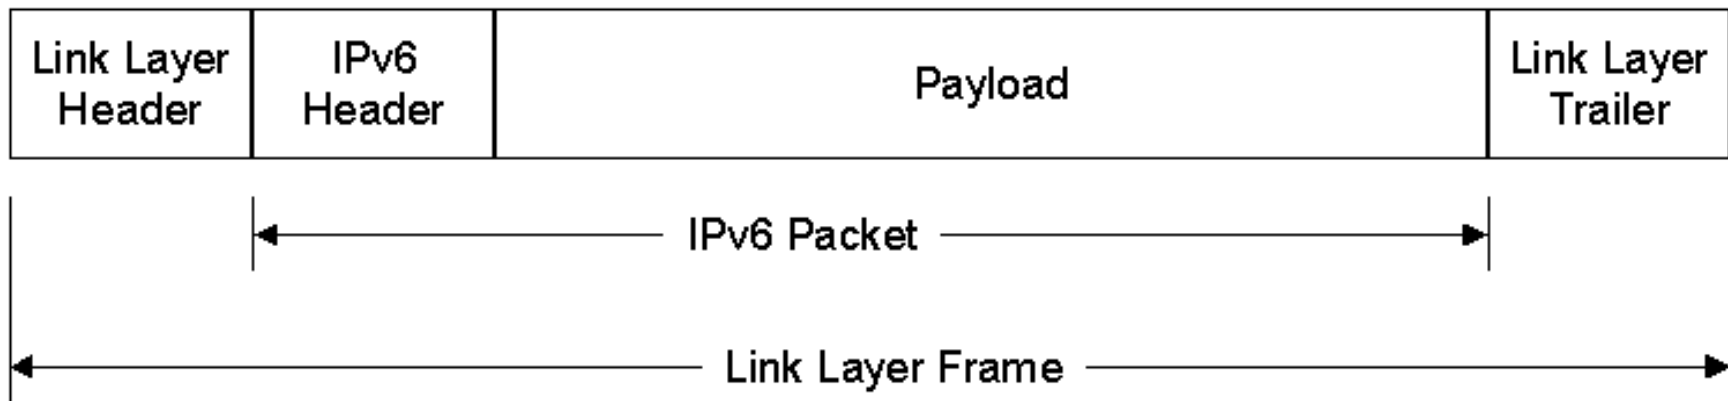 Link Layer
Header
IPv6
Header
Payload
Link Layer
Trailer
IPv6 Packet
Link Layer Frame